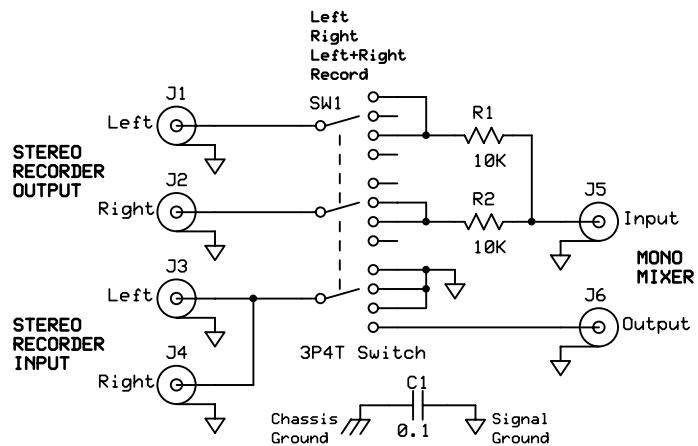 Left
Right
Left+Right
Record
SW1
J1
Left
STEREO
RECORDER
OUTPUT
J2
Right
R1
10K
R2
10K
J5
Input
MONO
MIXER
J3
Left
J6
Output
STEREO
RECORDER
INPUT
J4
Right
3P4T Switch
C1
0.1
Chassis
Ground
Signal
Ground